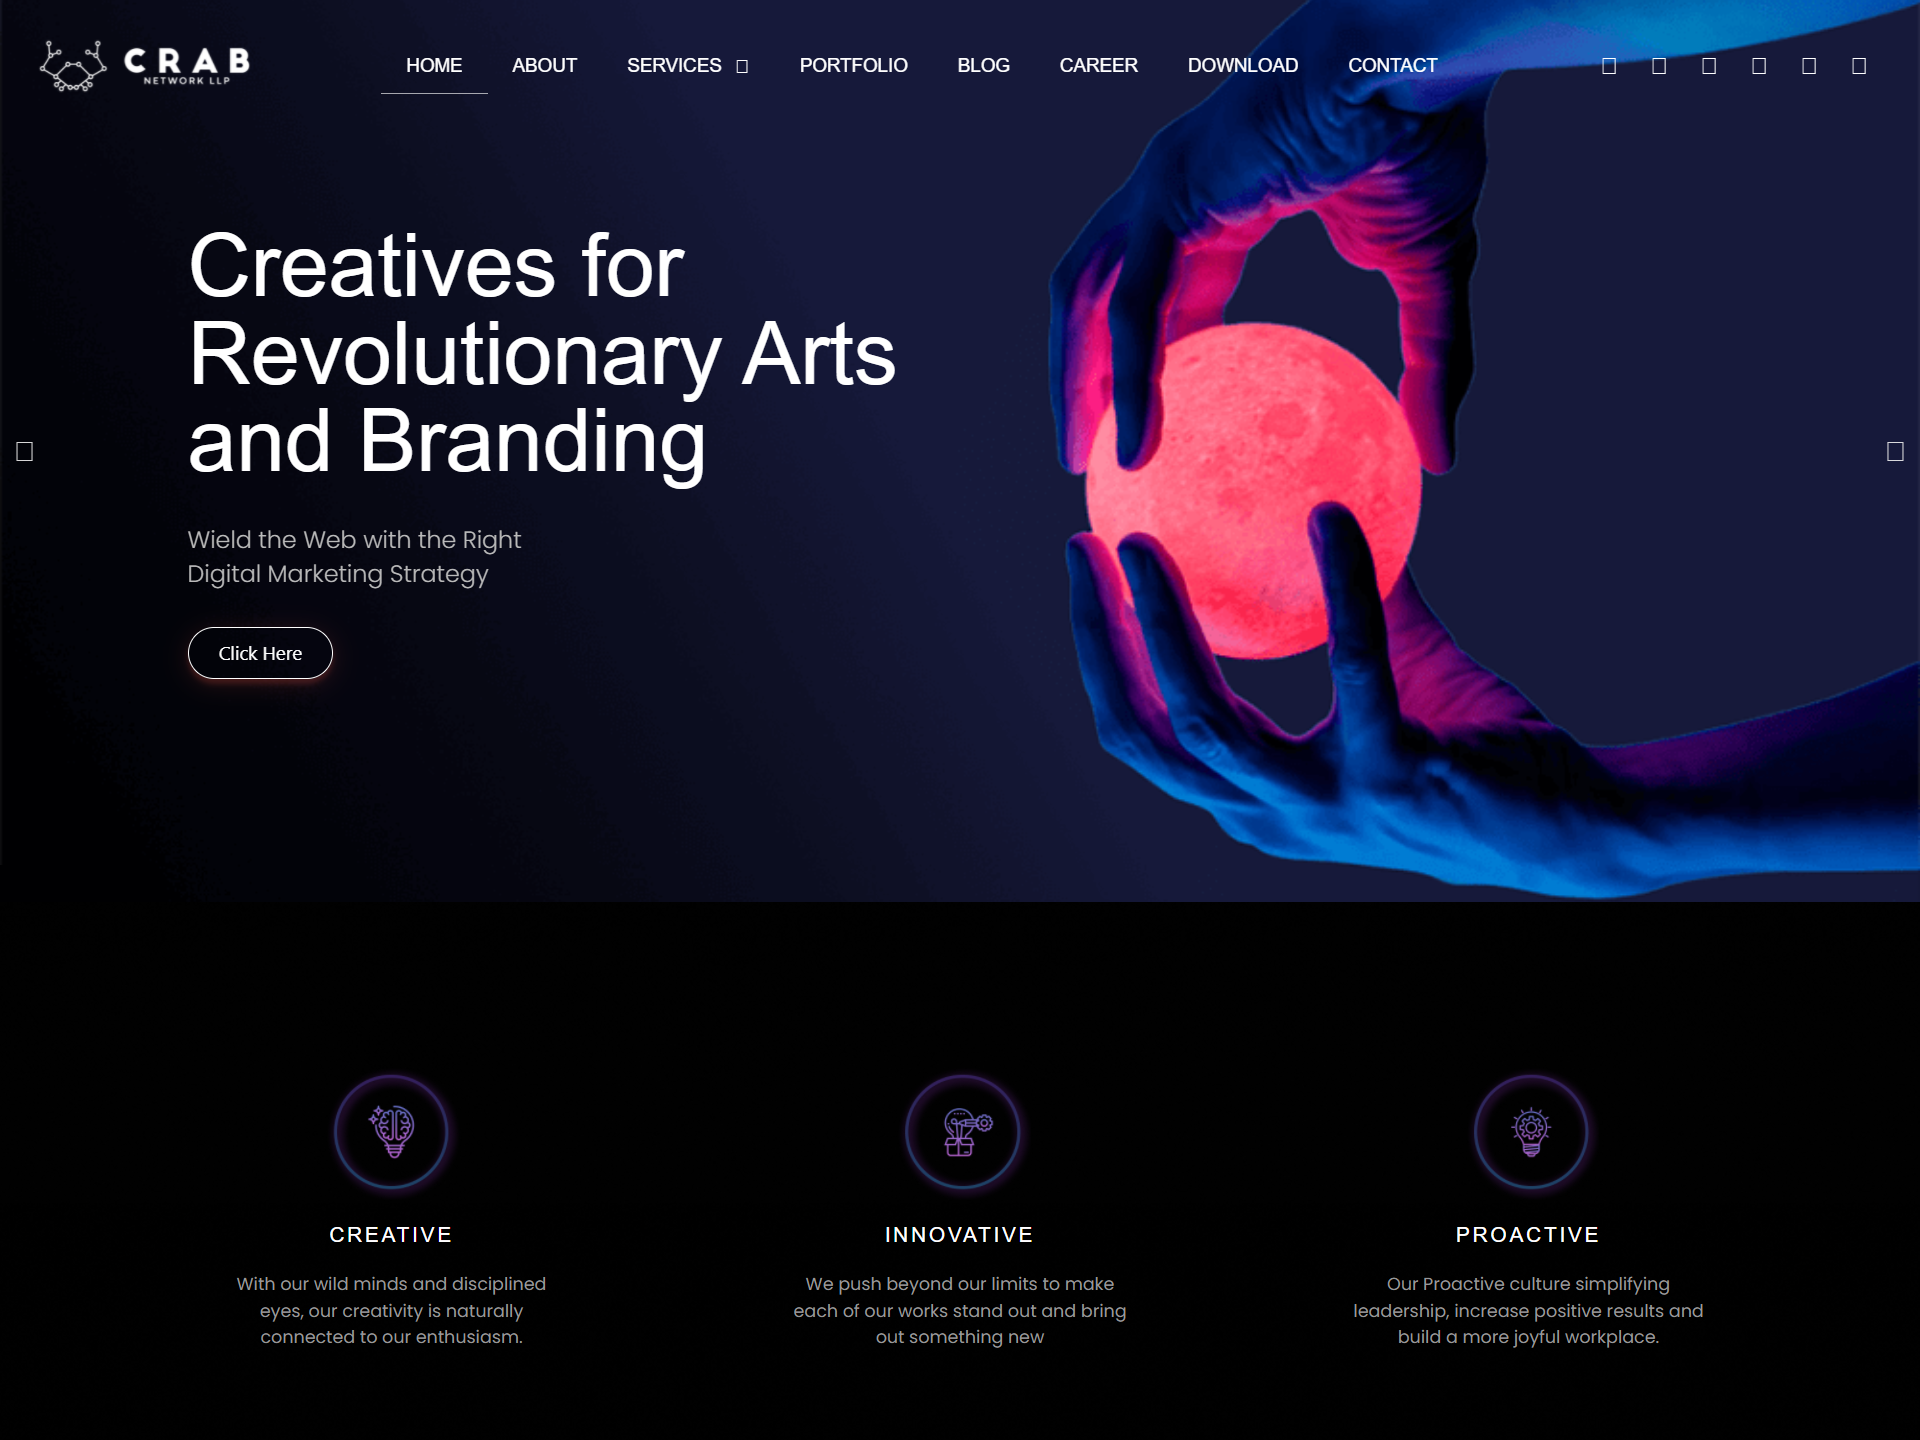 CRAB
NETWORK LLP
HOME ABOUT SERVICES PORTFOLIO BLOG CAREER DOWNLOAD CONTACT
Creatives for
Revolutionary Arts
and Branding
Wield the Web with the Right
Digital Marketing Strategy
Click Here
CREATIVE
With our wild minds and disciplined
eyes, our creativity is naturally
connected to our enthusiasm.
INNOVATIVE
We push beyond our limits to make
each of our works stand out and bring
out something new
PROACTIVE
Our Proactive culture simplifying
leadership, increase positive results and
build a more joyful workplace.